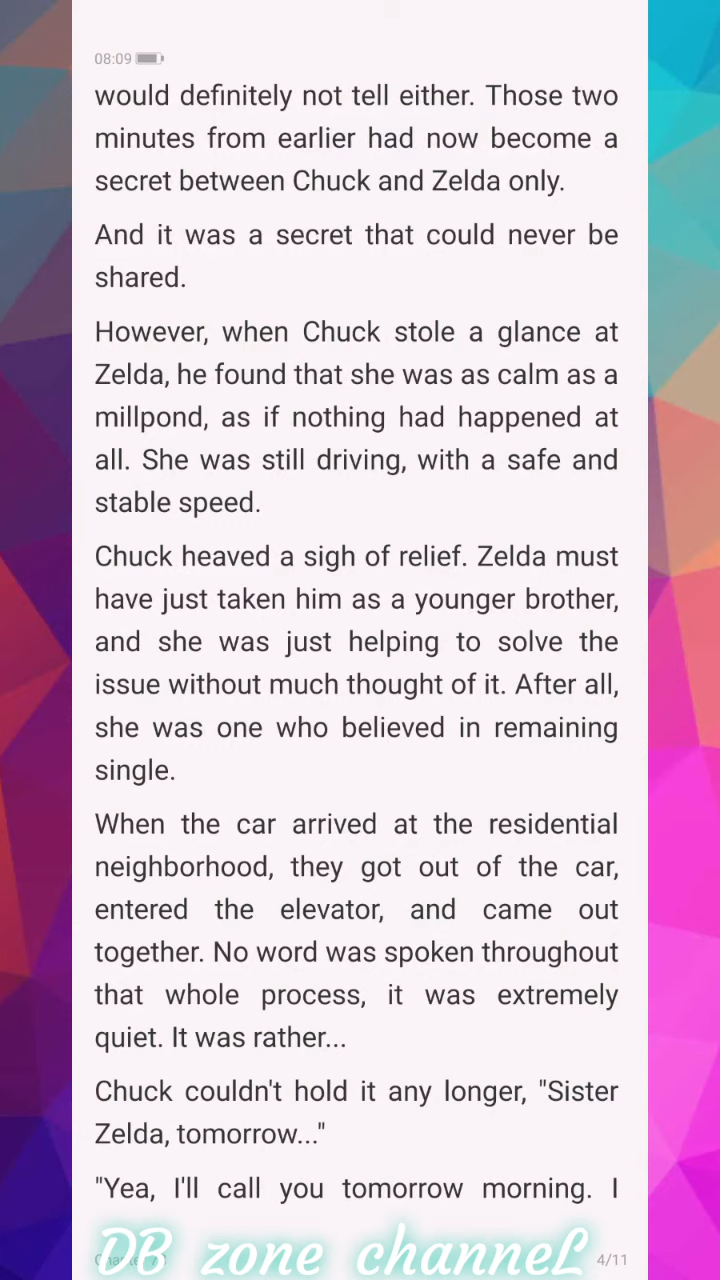 08:09
would definitely not tell either. Those two
minutes from earlier had now become a
secret between Chuck and Zelda only.
And it was a secret that could never be
shared.
However, when Chuck stole a glance at
Zelda, he found that she was as calm as a
millpond, as if nothing had happened at
all. She was still driving, with a safe and
stable speed.
Chuck heaved a sigh of relief. Zelda must
have just taken him as a younger brother,
and she was just helping to solve the
issue without much thought of it. After all,
she was one who believed in remaining
single.
When the car arrived at the residential
neighborhood, they got out of the car,
entered the elevator, and came out
together. No word was spoken throughout
that whole process, it was extremely
quiet. It was rather...
Chuck couldn't hold it any longer, "Sister
Zelda, tomorrow..."
"Yea, I'll call you tomorrow morning. I
DB zone channeL
4/11